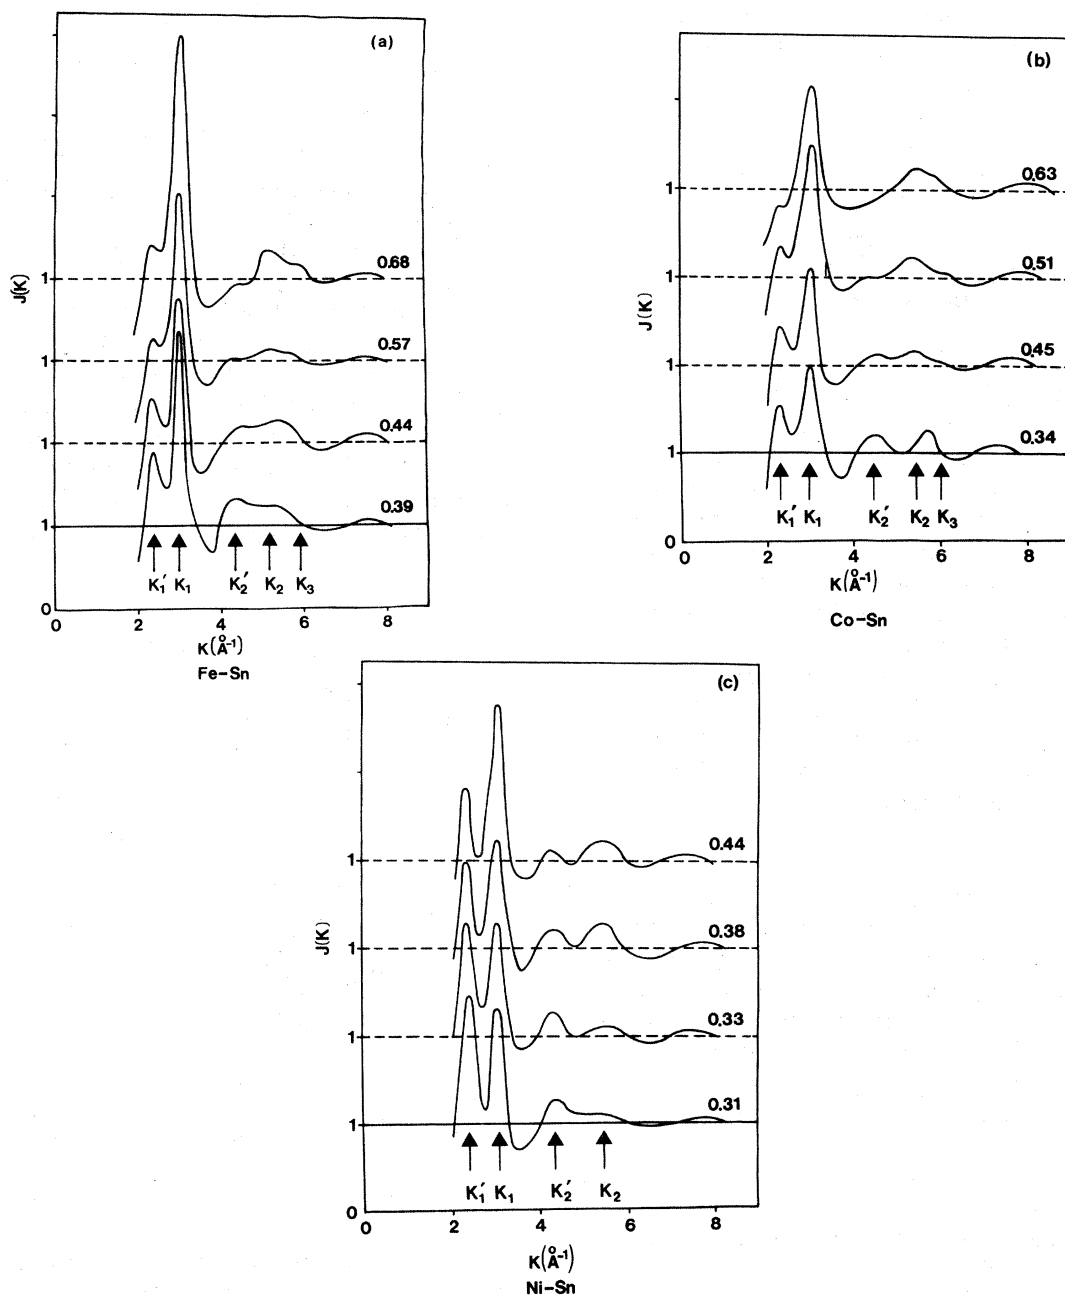 (a)
J(K)
1
0.68
1
0.57
1
0.44
1
0.39
K₁′ K₁ K₂′ K₂ K₃
0
0 2 4 6 8
K(Å⁻¹)
Fe–Sn
(b)
J(K)
1
0.63
1
0.51
1
0.45
1
0.34
K₁′ K₁ K₂′ K₂ K₃
0
2 4 6 8
K(Å⁻¹)
Co–Sn
(c)
J(K)
1
0.44
1
0.38
1
0.33
1
0.31
K₁′ K₁ K₂′ K₂
0
0 2 4 6 8
K(Å⁻¹)
Ni–Sn